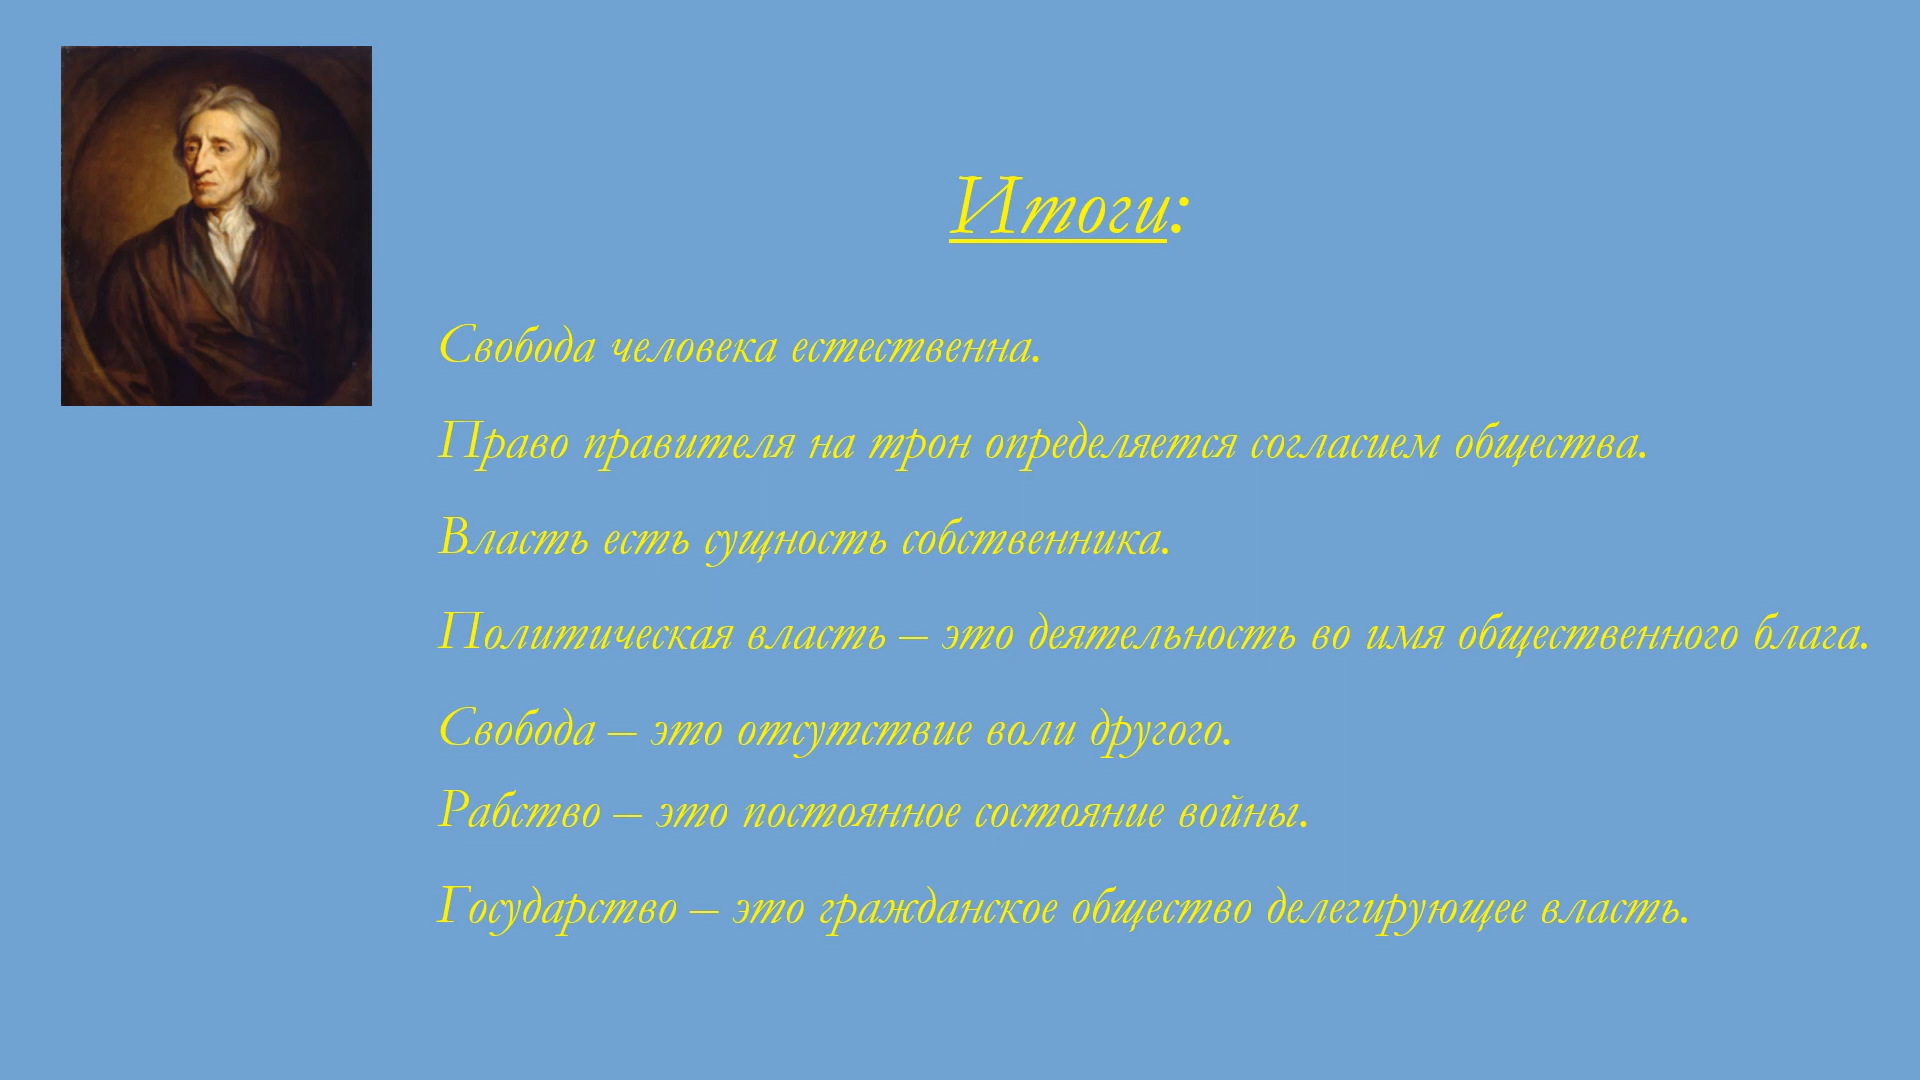 Итоги:
Свобода человека естественна.
Право правителя на трон определяется согласием общества.
Власть есть сущность собственника.
Политическая власть – это деятельность во имя общественного блага.
Свобода – это отсутствие воли другого.
Рабство – это постоянное состояние войны.
Государство – это гражданское общество делегирующее власть.